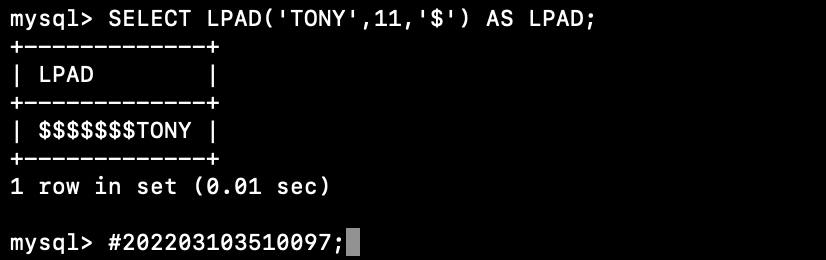 mysql> SELECT LPAD('TONY',11,'$') AS LPAD;
+-------------+
| LPAD        |
+-------------+
| $$$$$$$TONY |
+-------------+
1 row in set (0.01 sec)
mysql> #202203103510097;